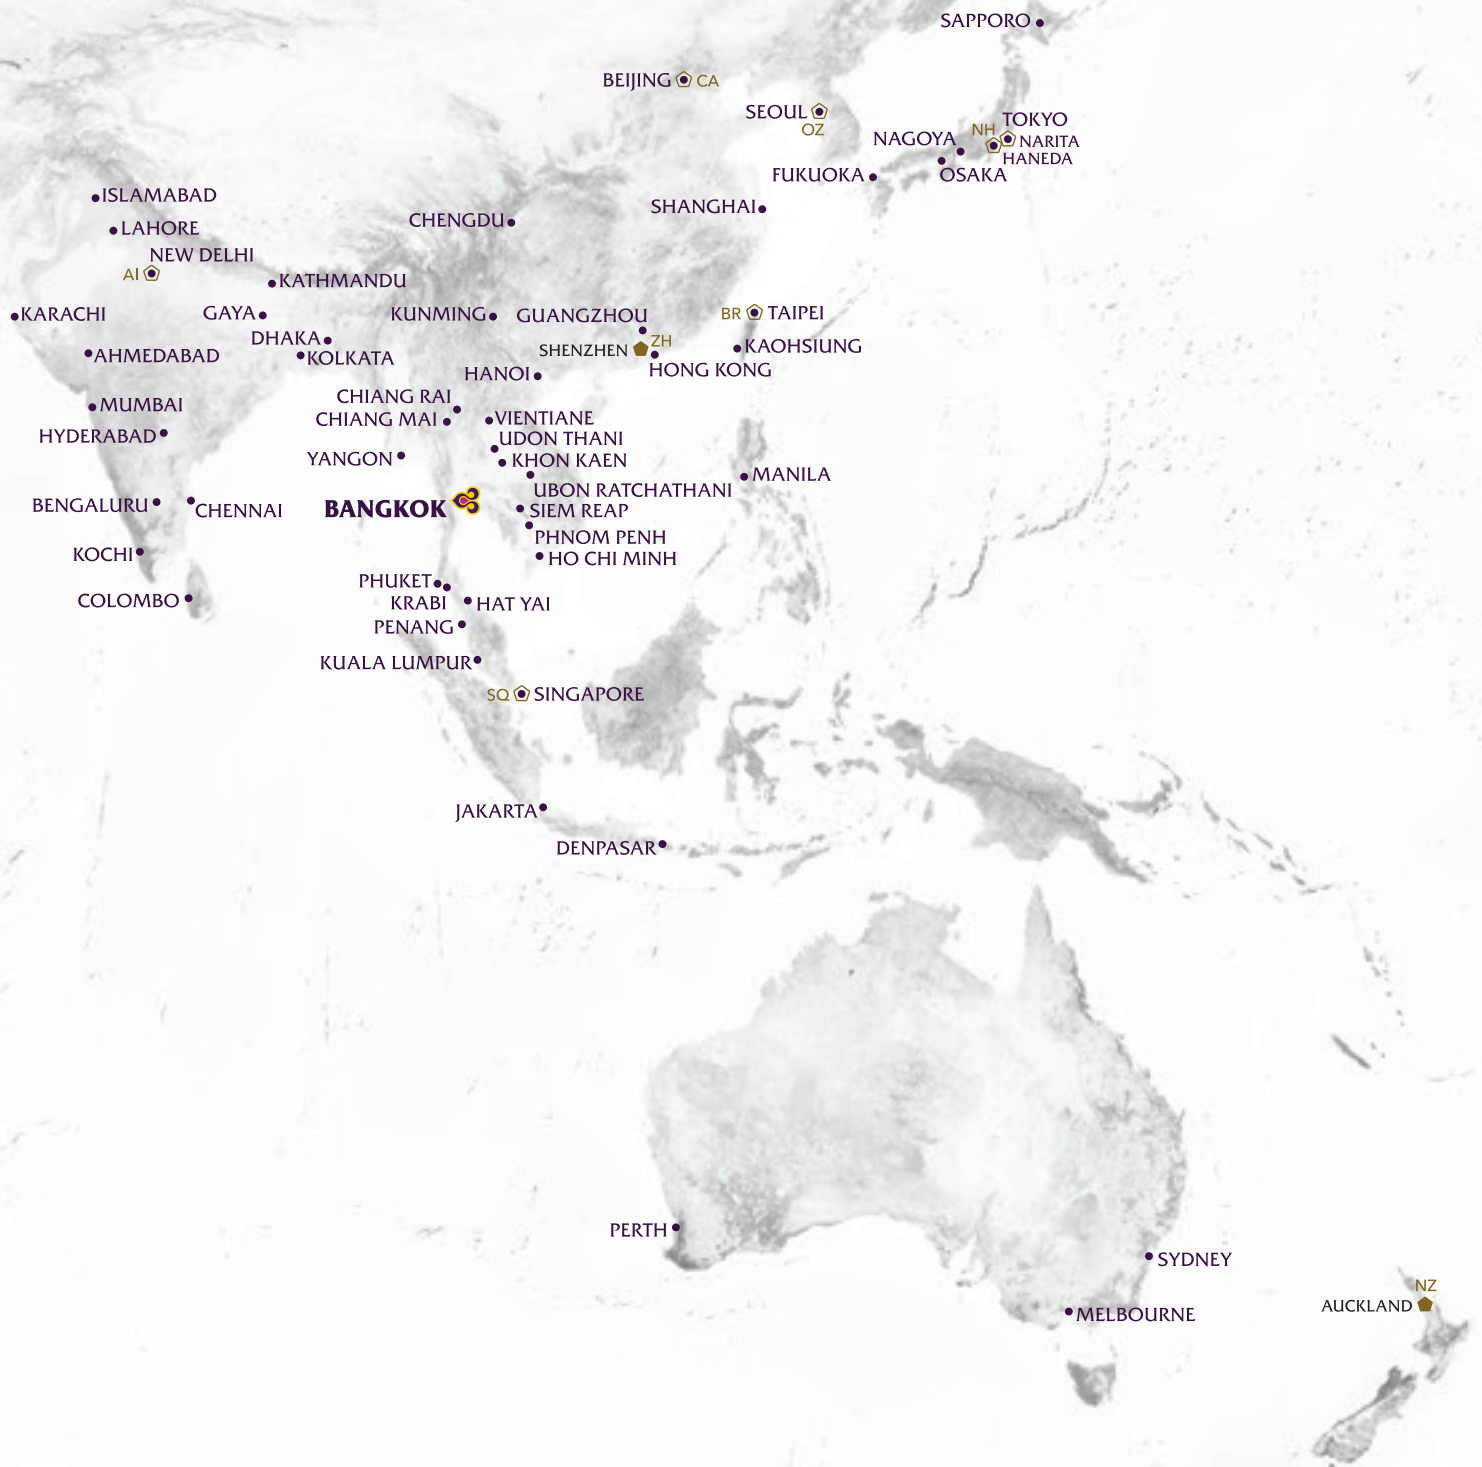 SAPPORO
BEIJING CA
SEOUL
OZ
TOKYO
NH
NARITA
NAGOYA
HANEDA
FUKUOKA
OSAKA
ISLAMABAD
SHANGHAI
CHENGDU
LAHORE
NEW DELHI
AI
KATHMANDU
KARACHI
GAYA
KUNMING
GUANGZHOU
BR TAIPEI
DHAKA
ZH
SHENZHEN
KAOHSIUNG
AHMEDABAD
KOLKATA
HONG KONG
HANOI
CHIANG RAI
MUMBAI
CHIANG MAI
VIENTIANE
HYDERABAD
UDON THANI
YANGON
KHON KAEN
MANILA
UBON RATCHATHANI
BENGALURU
CHENNAI
BANGKOK
SIEM REAP
PHNOM PENH
KOCHI
HO CHI MINH
PHUKET
COLOMBO
KRABI
HAT YAI
PENANG
KUALA LUMPUR
SQ SINGAPORE
JAKARTA
DENPASAR
PERTH
SYDNEY
NZ
AUCKLAND
MELBOURNE